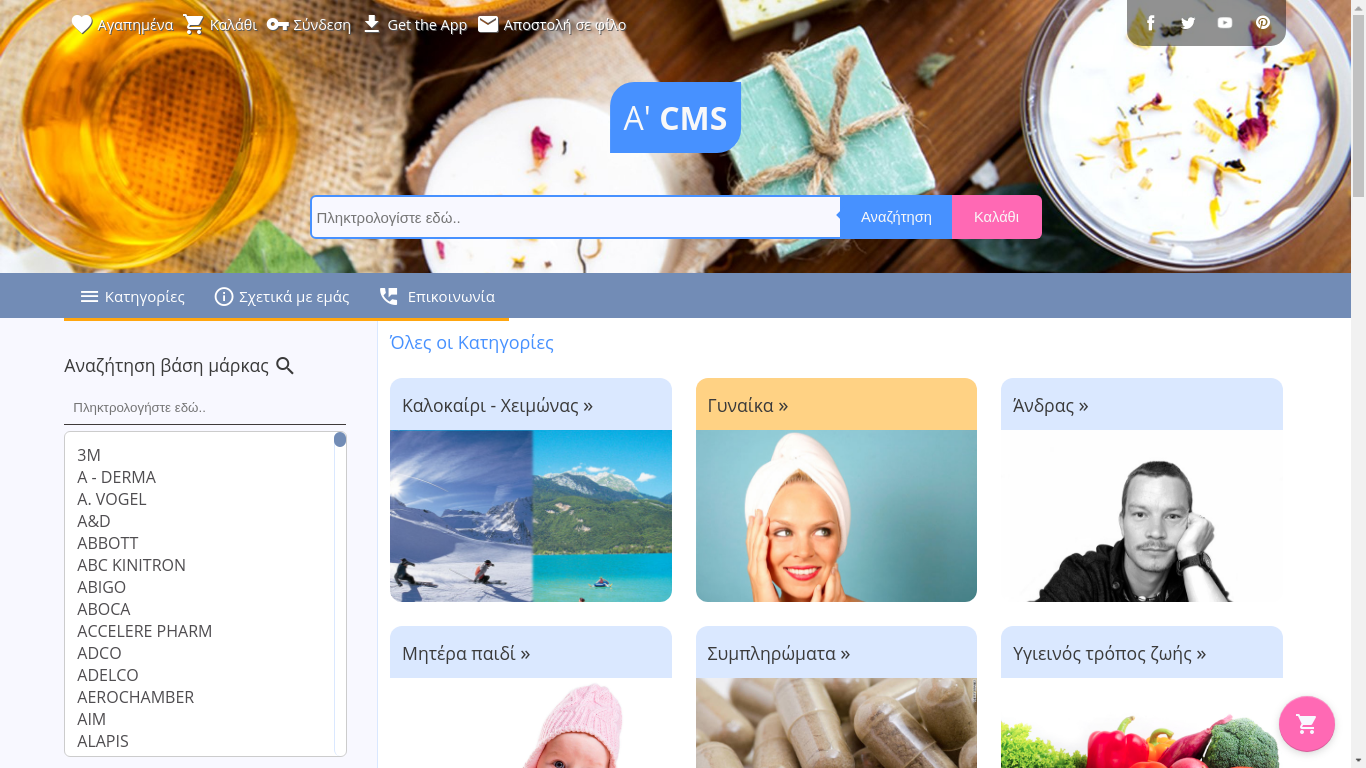 Αγαπημένα Καλάθι Σύνδεση Get the App Αποστολή σε φίλο
Α' CMS
Πληκτρολογίστε εδώ.. Αναζήτηση Καλάθι
Κατηγορίες Σχετικά με εμάς Επικοινωνία
Αναζήτηση βάση μάρκας
Πληκτρολογήστε εδώ..
3M
A - DERMA
A. VOGEL
A&D
ABBOTT
ABC KINITRON
ABIGO
ABOCA
ACCELERE PHARM
ADCO
ADELCO
AEROCHAMBER
AIM
ALAPIS
Όλες οι Κατηγορίες
Καλοκαίρι - Χειμώνας »
Γυναίκα »
Άνδρας »
Μητέρα παιδί »
Συμπληρώματα »
Υγιεινός τρόπος ζωής »